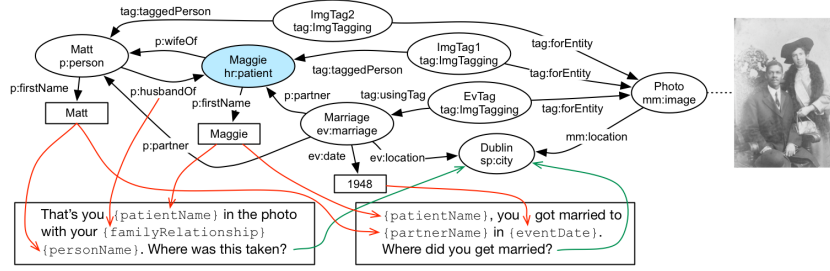 tag:taggedPerson
ImgTag2
tag:ImgTagging
Matt
p:person
p:wifeOf
Maggie
hr:patient
ImgTag1
tag:ImgTagging
tag:forEntity
tag:taggedPerson
tag:forEntity
Photo
mm:image
p:firstName
p:husbandOf
p:firstName
p:partner
tag:usingTag
EvTag
tag:ImgTagging
tag:forEntity
Matt
Maggie
Marriage
ev:marriage
mm:location
p:partner
ev:date
ev:location
Dublin
sp:city
1948
That's you {patientName} in the photo
with your {familyRelationship}
{personName}. Where was this taken?
{patientName}, you got married to
{partnerName} in {eventDate}.
Where did you get married?